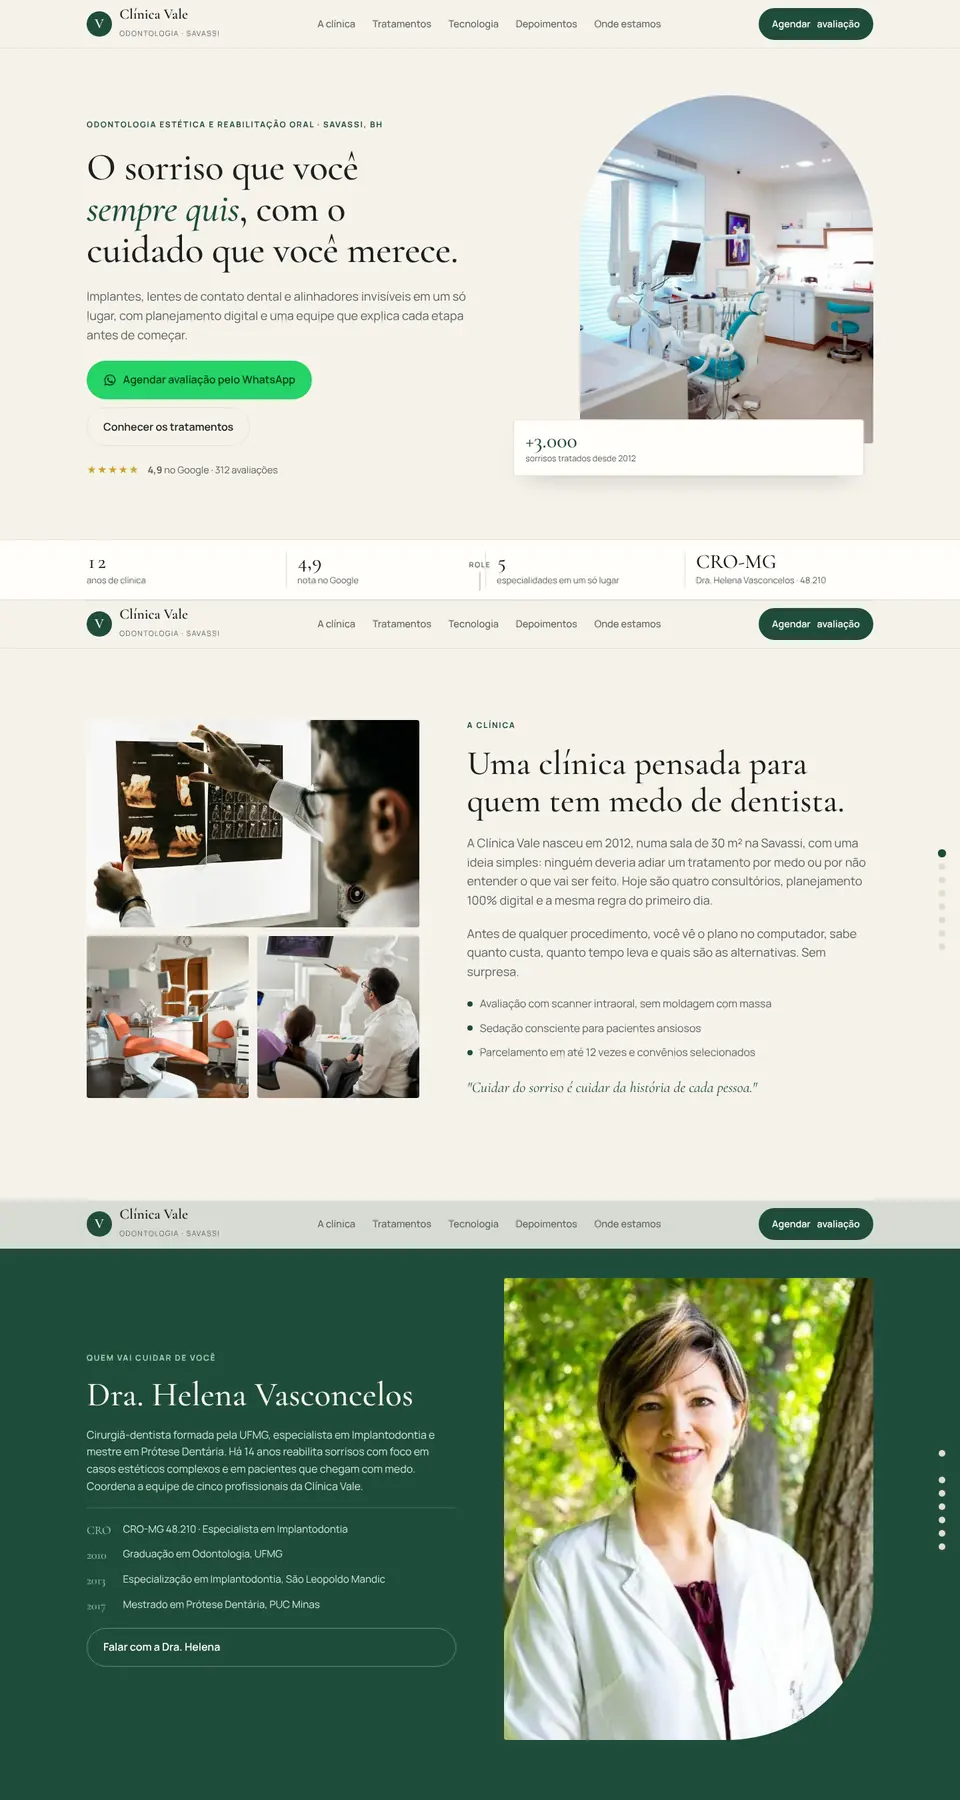 V
Clínica Vale
ODONTOLOGIA · SAVASSI
A clínica Tratamentos Tecnologia Depoimentos Onde estamos
Agendar avaliação
ODONTOLOGIA ESTÉTICA E REABILITAÇÃO ORAL · SAVASSI, BH
O sorriso que você
sempre quis, com o
cuidado que você merece.
Implantes, lentes de contato dental e alinhadores invisíveis em um só
lugar, com planejamento digital e uma equipe que explica cada etapa
antes de começar.
Agendar avaliação pelo WhatsApp
Conhecer os tratamentos
★★★★★ 4,9 no Google · 312 avaliações
+3.000
sorrisos tratados desde 2012
12
anos de clínica
4,9
nota no Google
ROLE
5
especialidades em um só lugar
CRO-MG
Dra. Helena Vasconcelos · 48.210
V
Clínica Vale
ODONTOLOGIA · SAVASSI
A clínica Tratamentos Tecnologia Depoimentos Onde estamos
Agendar avaliação
A CLÍNICA
Uma clínica pensada para
quem tem medo de dentista.
A Clínica Vale nasceu em 2012, numa sala de 30 m² na Savassi, com uma
ideia simples: ninguém deveria adiar um tratamento por medo ou por não
entender o que vai ser feito. Hoje são quatro consultórios, planejamento
100% digital e a mesma regra do primeiro dia.
Antes de qualquer procedimento, você vê o plano no computador, sabe
quanto custa, quanto tempo leva e quais são as alternativas. Sem
surpresa.
Avaliação com scanner intraoral, sem moldagem com massa
Sedação consciente para pacientes ansiosos
Parcelamento em até 12 vezes e convênios selecionados
"Cuidar do sorriso é cuidar da história de cada pessoa."
V
Clínica Vale
ODONTOLOGIA · SAVASSI
A clínica Tratamentos Tecnologia Depoimentos Onde estamos
Agendar avaliação
QUEM VAI CUIDAR DE VOCÊ
Dra. Helena Vasconcelos
Cirurgiã-dentista formada pela UFMG, especialista em Implantodontia e
mestre em Prótese Dentária. Há 14 anos reabilita sorrisos com foco em
casos estéticos complexos e em pacientes que chegam com medo.
Coordena a equipe de cinco profissionais da Clínica Vale.
CRO CRO-MG 48.210 · Especialista em Implantodontia
2010 Graduação em Odontologia, UFMG
2013 Especialização em Implantodontia, São Leopoldo Mandic
2017 Mestrado em Prótese Dentária, PUC Minas
Falar com a Dra. Helena